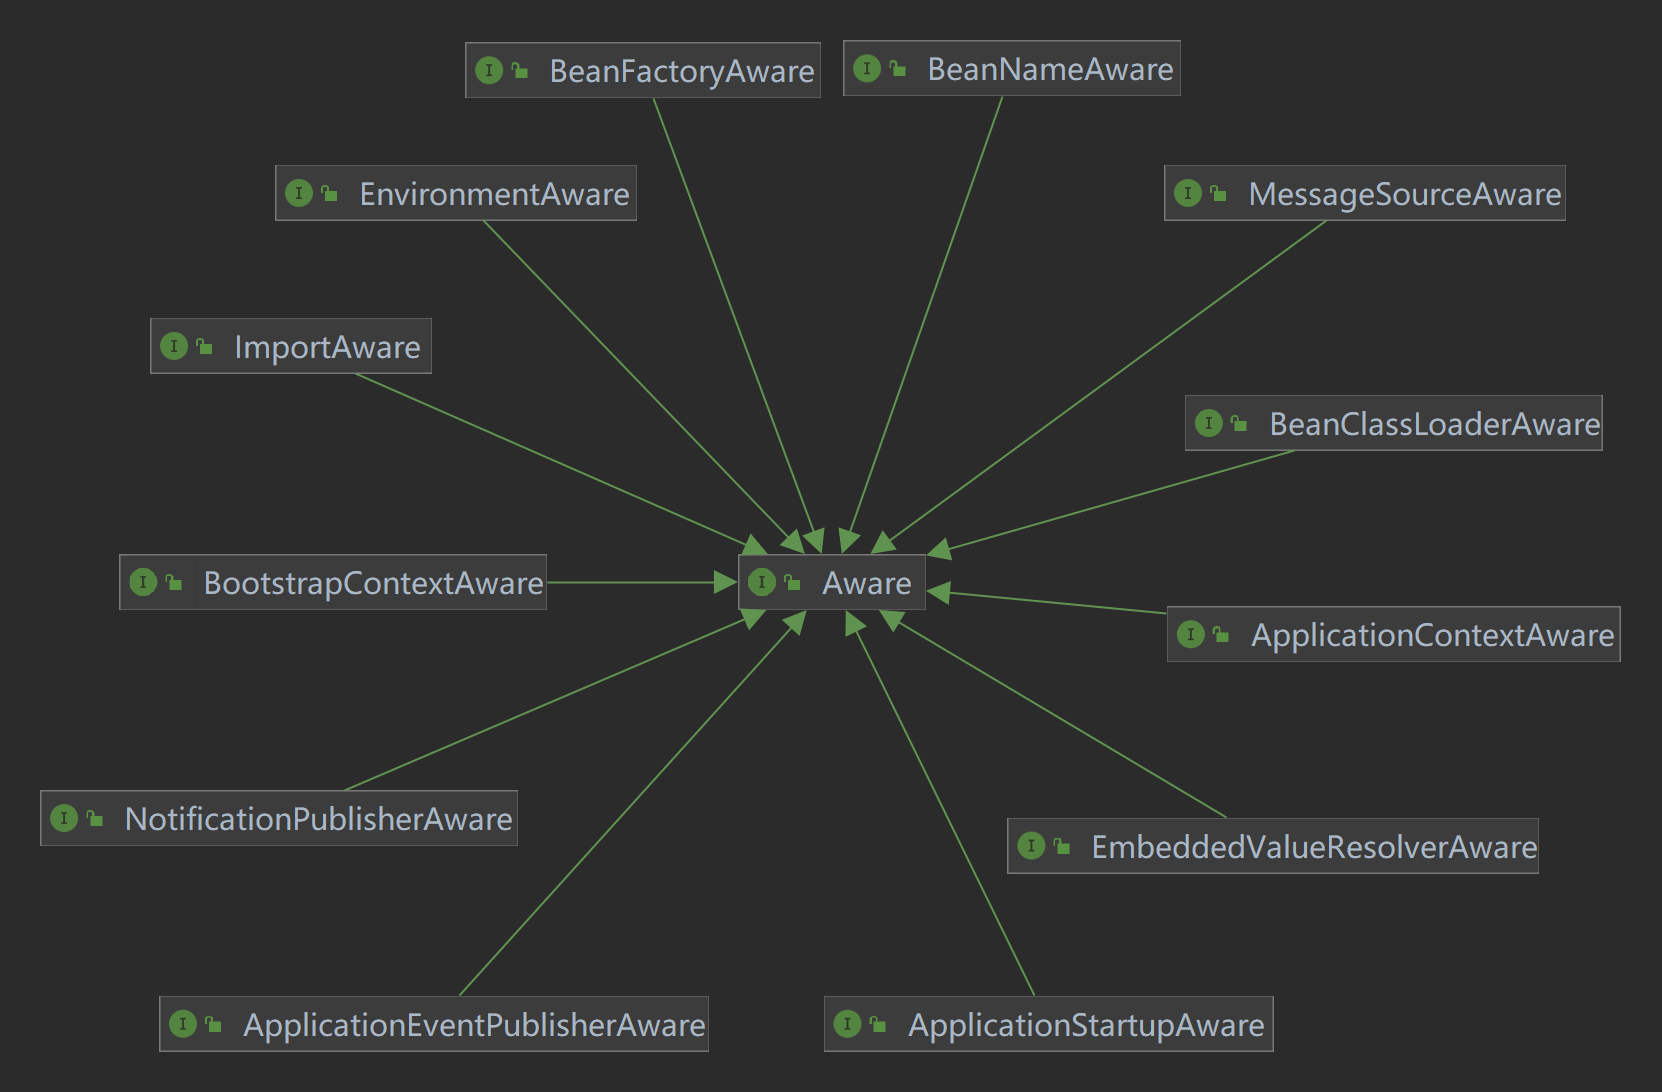 BeanFactoryAware
BeanNameAware
EnvironmentAware
MessageSourceAware
ImportAware
BeanClassLoaderAware
BootstrapContextAware
Aware
ApplicationContextAware
NotificationPublisherAware
EmbeddedValueResolverAware
ApplicationEventPublisherAware
ApplicationStartupAware